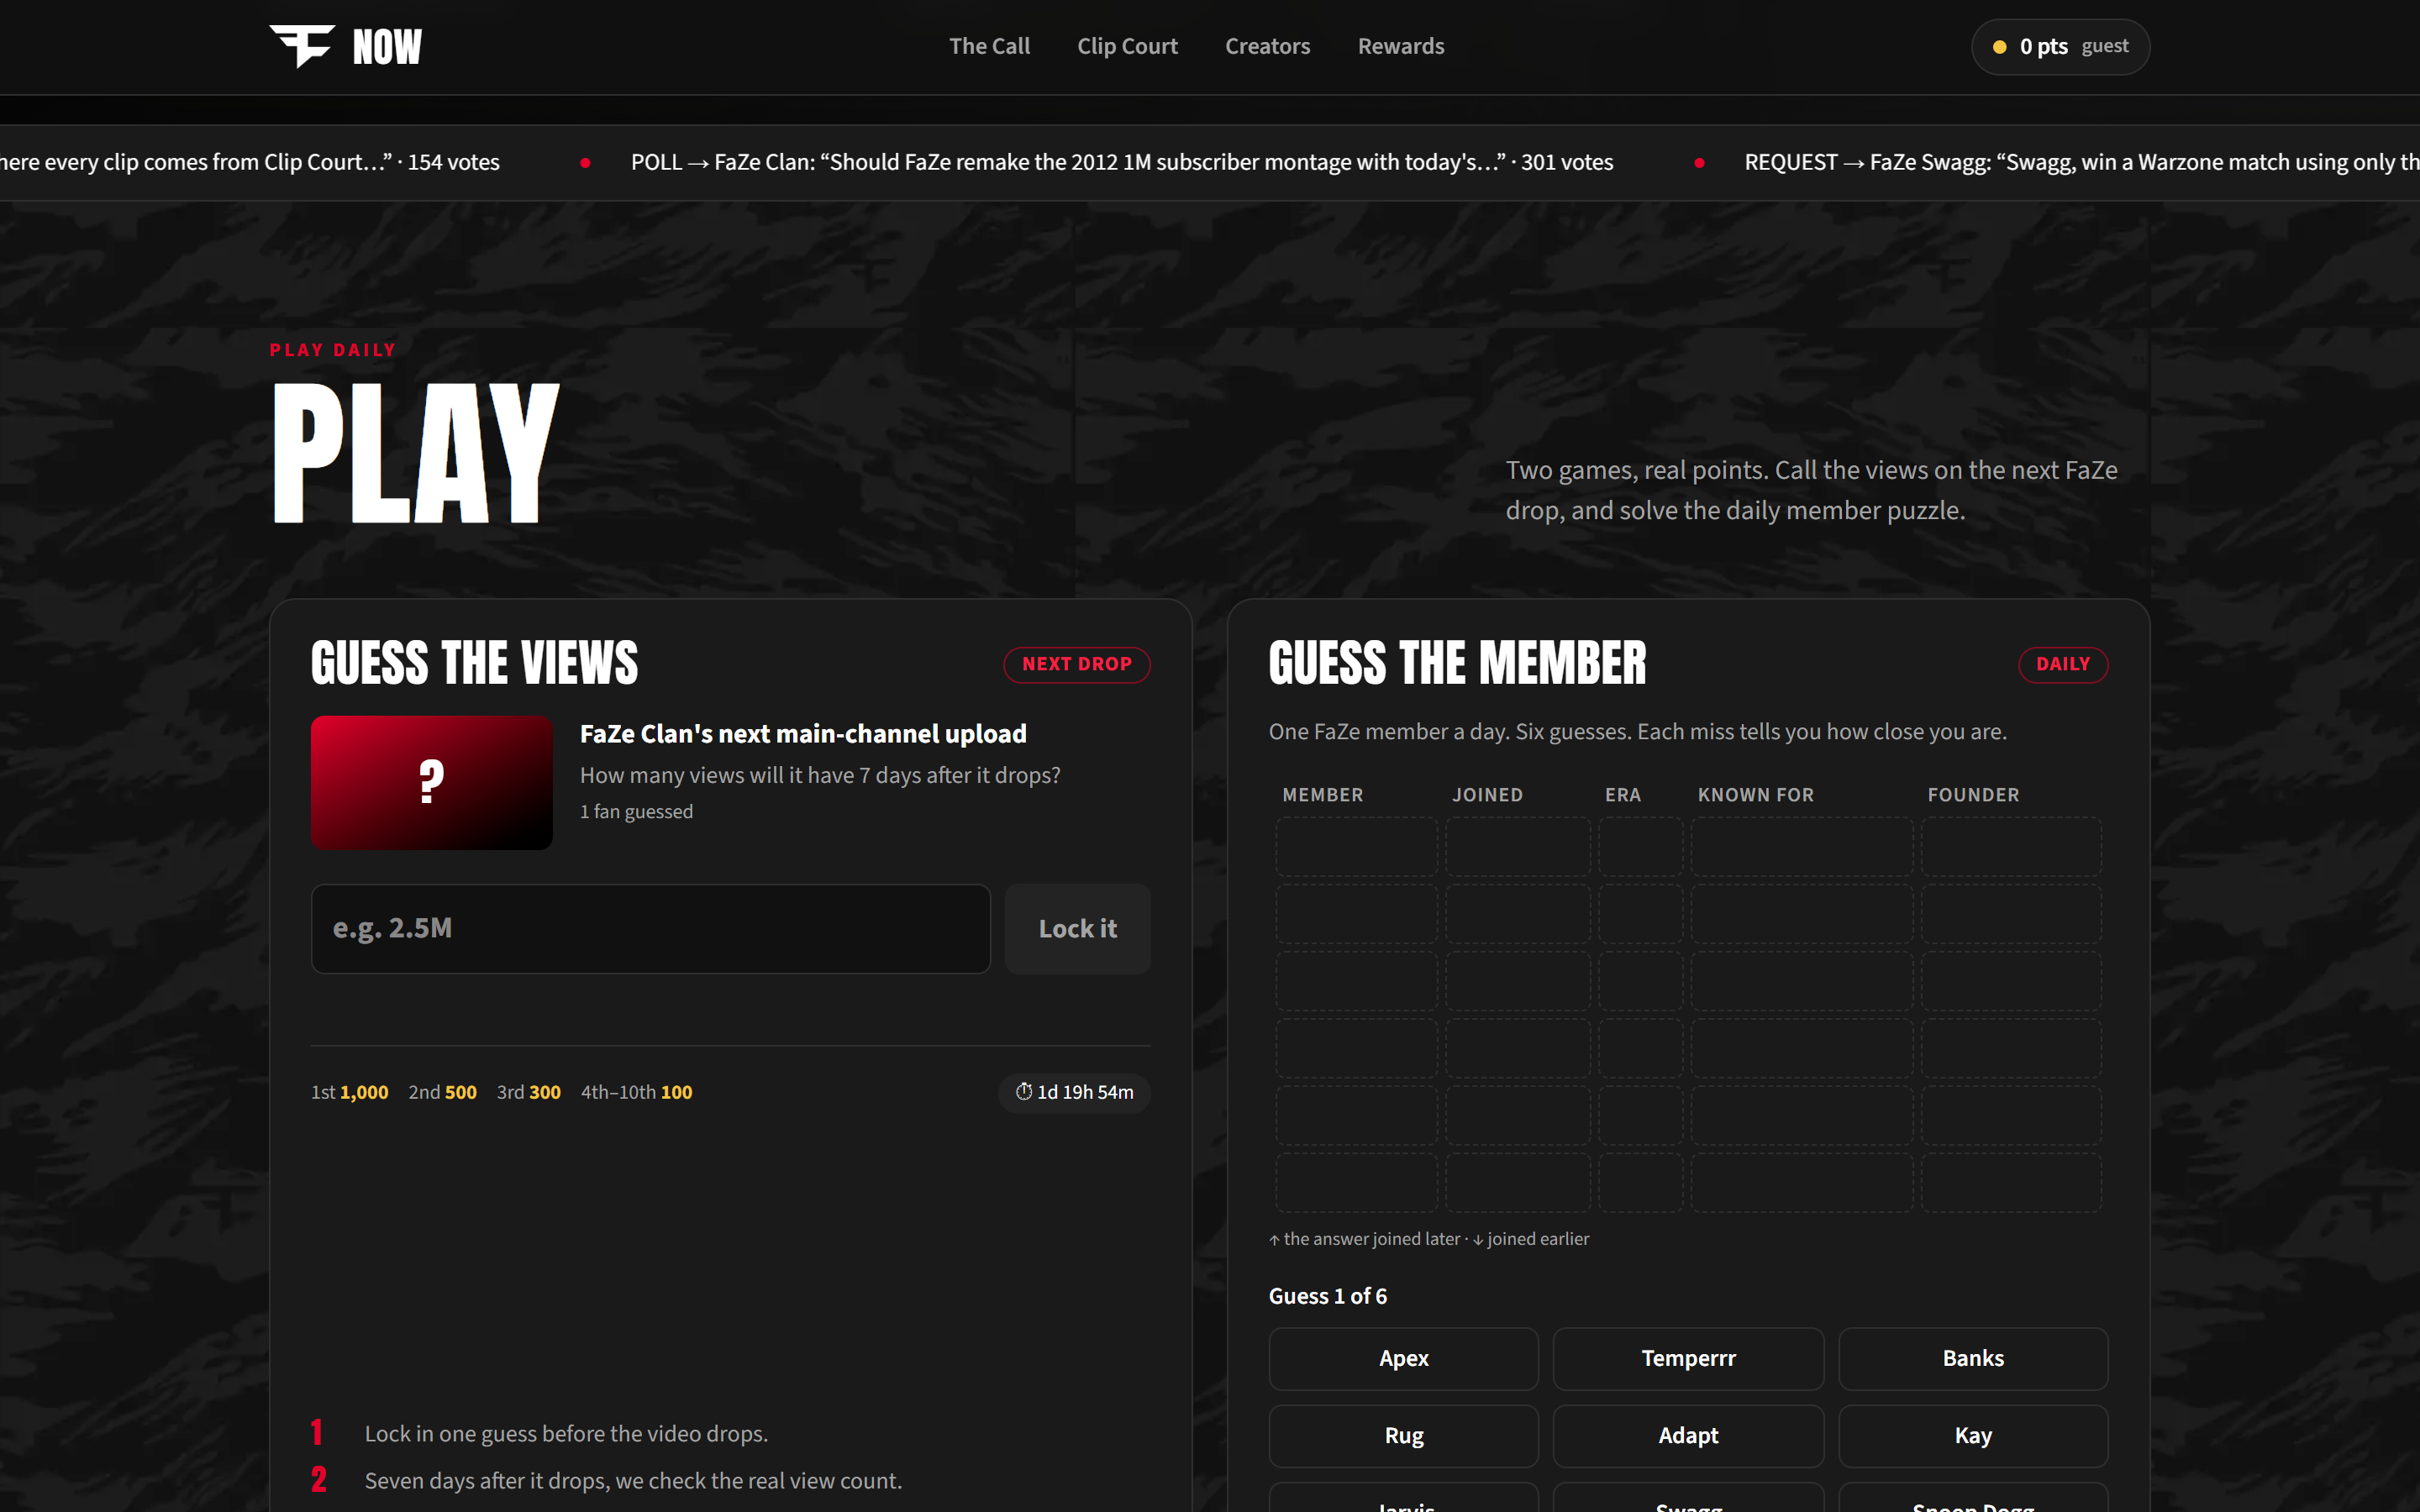 NOW
The Call
Clip Court
Creators
Rewards
0 pts guest
here every clip comes from Clip Court…” · 154 votes
POLL → FaZe Clan: “Should FaZe remake the 2012 1M subscriber montage with today's…” · 301 votes
REQUEST → FaZe Swagg: “Swagg, win a Warzone match using only th
PLAY DAILY
PLAY
Two games, real points. Call the views on the next FaZe
drop, and solve the daily member puzzle.
GUESS THE VIEWS
NEXT DROP
?
FaZe Clan's next main-channel upload
How many views will it have 7 days after it drops?
1 fan guessed
e.g. 2.5M
Lock it
1st 1,000 2nd 500 3rd 300 4th–10th 100
⏱ 1d 19h 54m
1 Lock in one guess before the video drops.
2 Seven days after it drops, we check the real view count.
GUESS THE MEMBER
DAILY
One FaZe member a day. Six guesses. Each miss tells you how close you are.
MEMBER JOINED ERA KNOWN FOR FOUNDER
↑ the answer joined later · ↓ joined earlier
Guess 1 of 6
Apex
Temperrr
Banks
Rug
Adapt
Kay
Jarvis
Swagg
Snoop Dogg